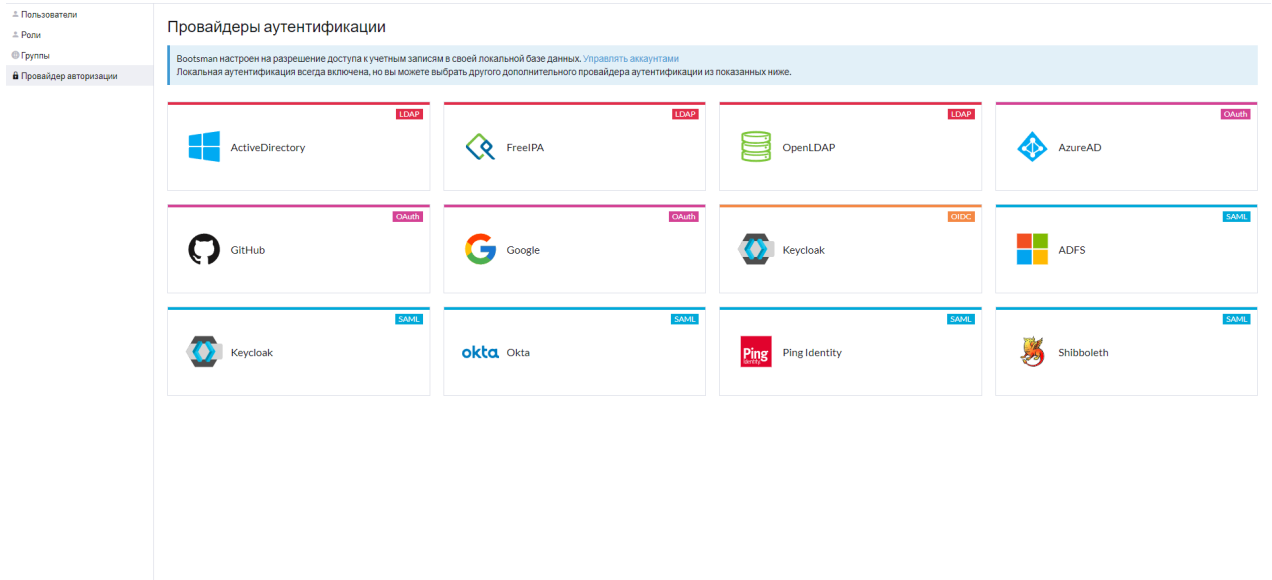 Пользователи
Роли
Группы
Провайдер авторизации
Провайдеры аутентификации
Bootsman настроен на разрешение доступа к учетным записям в своей локальной базе данных. Управлять аккаунтами
Локальная аутентификация всегда включена, но вы можете выбрать другого дополнительного провайдера аутентификации из показанных ниже.
LDAP
ActiveDirectory
LDAP
FreeIPA
LDAP
OpenLDAP
OAuth
AzureAD
OAuth
GitHub
OAuth
Google
OIDC
Keycloak
SAML
ADFS
SAML
Keycloak
SAML
okta Okta
SAML
Ping
Identity
Ping Identity
SAML
Shibboleth